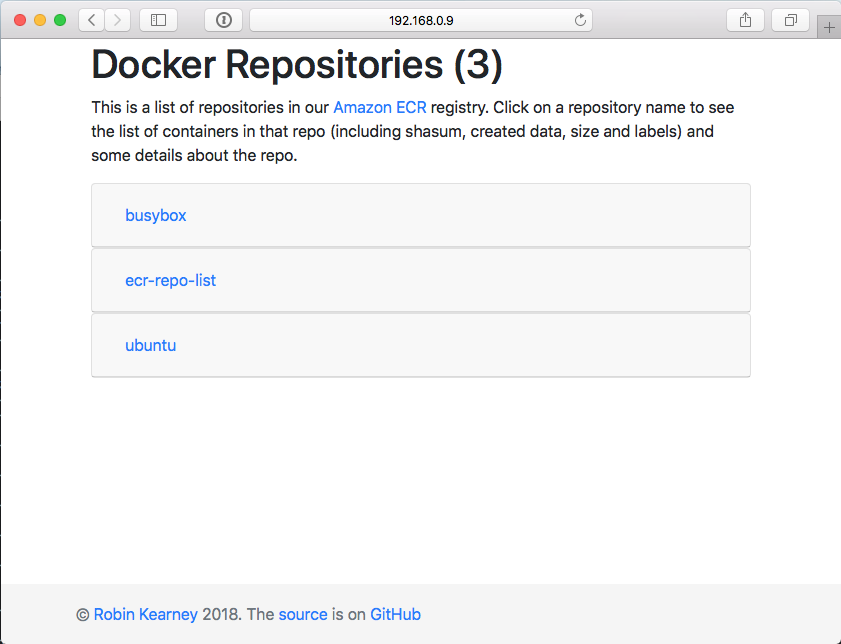 192.168.0.9
Docker Repositories (3)
This is a list of repositories in our Amazon ECR registry. Click on a repository name to see
the list of containers in that repo (including shasum, created data, size and labels) and
some details about the repo.
busybox
ecr-repo-list
ubuntu
© Robin Kearney 2018. The source is on GitHub